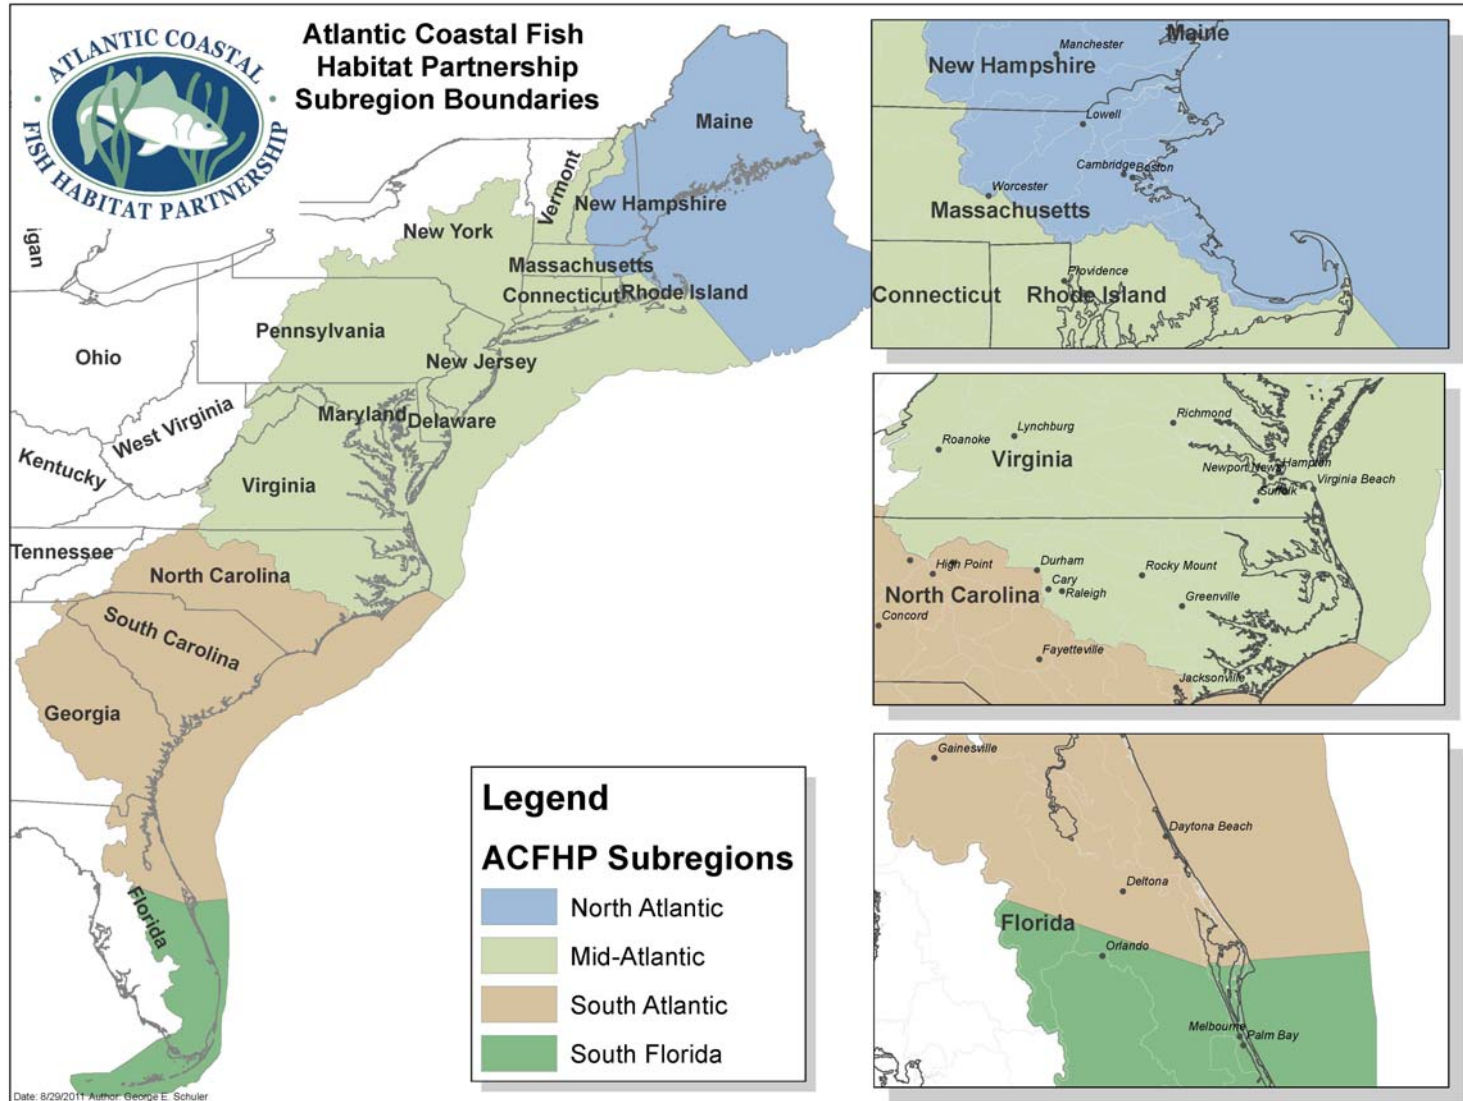 ATLANTIC COASTAL
FISH HABITAT PARTNERSHIP
Atlantic Coastal Fish
Habitat Partnership
Subregion Boundaries
Maine
Vermont
New Hampshire
New York
Massachusetts
Connecticut
Rhode Island
igan
Pennsylvania
Ohio
New Jersey
West Virginia
Maryland
Delaware
Kentucky
Virginia
Tennessee
North Carolina
South Carolina
Georgia
Florida
Legend
ACFHP Subregions
North Atlantic
Mid-Atlantic
South Atlantic
South Florida
Date: 8/29/2011 Author: George E. Schuler
Maine
Manchester
New Hampshire
Lowell
Cambridge
Boston
Worcester
Massachusetts
Providence
Connecticut
Rhode Island
Richmond
Lynchburg
Roanoke
Virginia
Newport News
Hampton
Virginia Beach
Suffolk
High Point
Durham
Rocky Mount
Cary
Raleigh
North Carolina
Greenville
Concord
Fayetteville
Jacksonville
Gainesville
Daytona Beach
Deltona
Florida
Orlando
Melbourne
Palm Bay